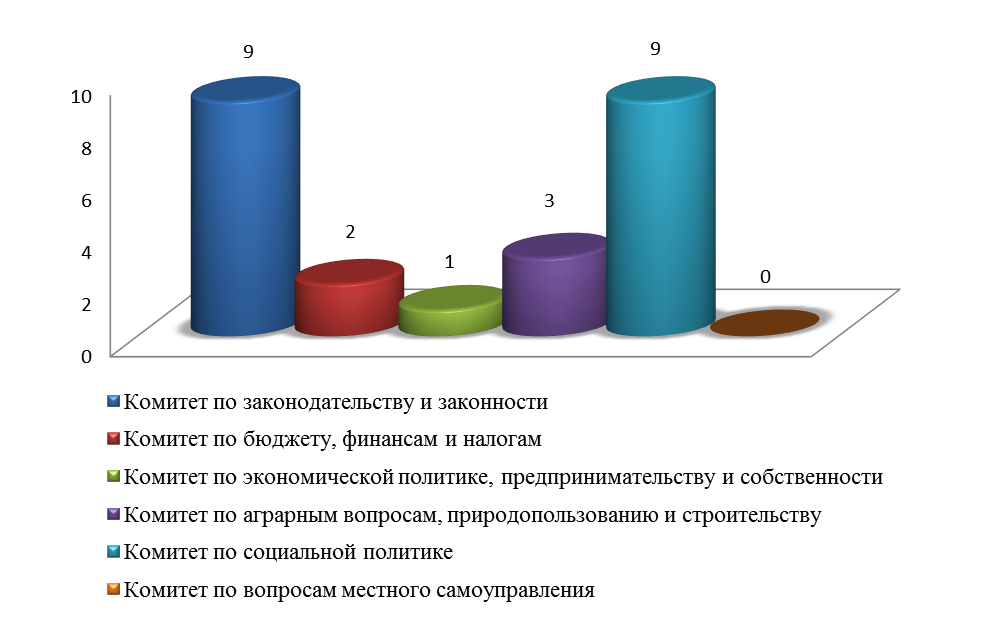 9
9
2
1
3
0
10
8
6
4
2
0
Комитет по законодательству и законности
Комитет по бюджету, финансам и налогам
Комитет по экономической политике, предпринимательству и собственности
Комитет по аграрным вопросам, природопользованию и строительству
Комитет по социальной политике
Комитет по вопросам местного самоуправления